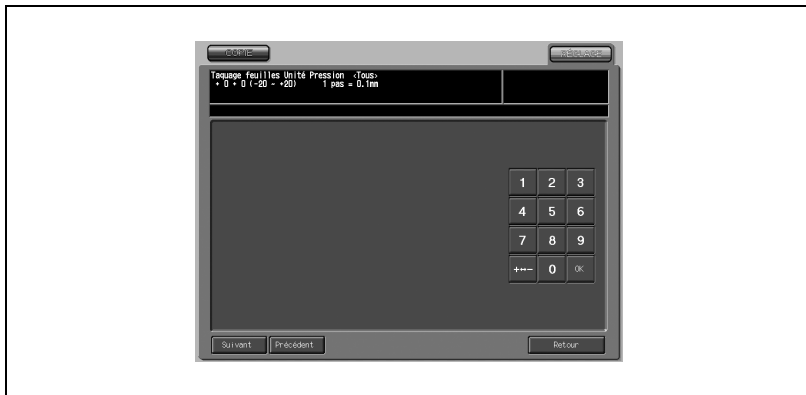 COPIE RÉGLAGE
Taquage feuilles Unité Pression <Tous>
+ 0 + 0 (-20 ~ +20) 1 pas = 0.1mm
1 2 3
4 5 6
7 8 9
+↔- 0 OK
Suivant Précédent Retour